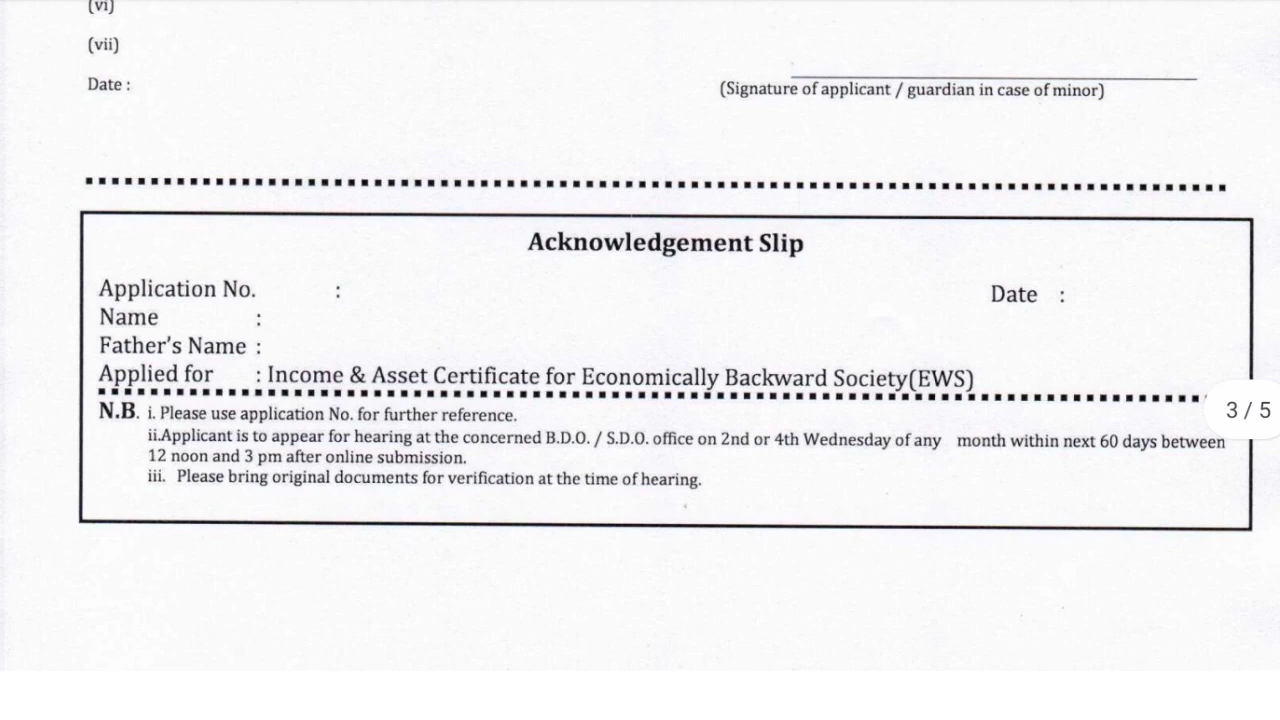 (vi)
(vii)
Date :
(Signature of applicant / guardian in case of minor)
Acknowledgement Slip
Application No. :
Date :
Name :
Father's Name :
Applied for : Income & Asset Certificate for Economically Backward Society(EWS)
N.B. i. Please use application No. for further reference.
ii.Applicant is to appear for hearing at the concerned B.D.O. / S.D.O. office on 2nd or 4th Wednesday of any month within next 60 days between
12 noon and 3 pm after online submission.
iii. Please bring original documents for verification at the time of hearing.
3 / 5